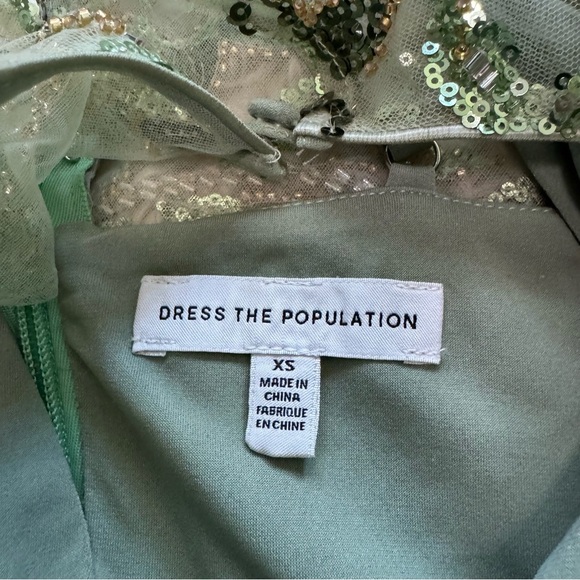 DRESS THE POPULATION
XS
MADE IN
CHINA
FABRIQUE
EN CHINE